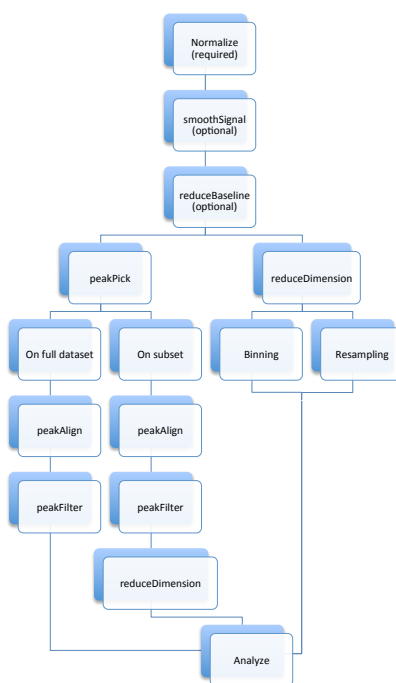 Normalize
(required)
smoothSignal
(optional)
reduceBaseline
(optional)
peakPick
reduceDimension
On full dataset
On subset
Binning
Resampling
peakAlign
peakAlign
peakFilter
peakFilter
reduceDimension
Analyze